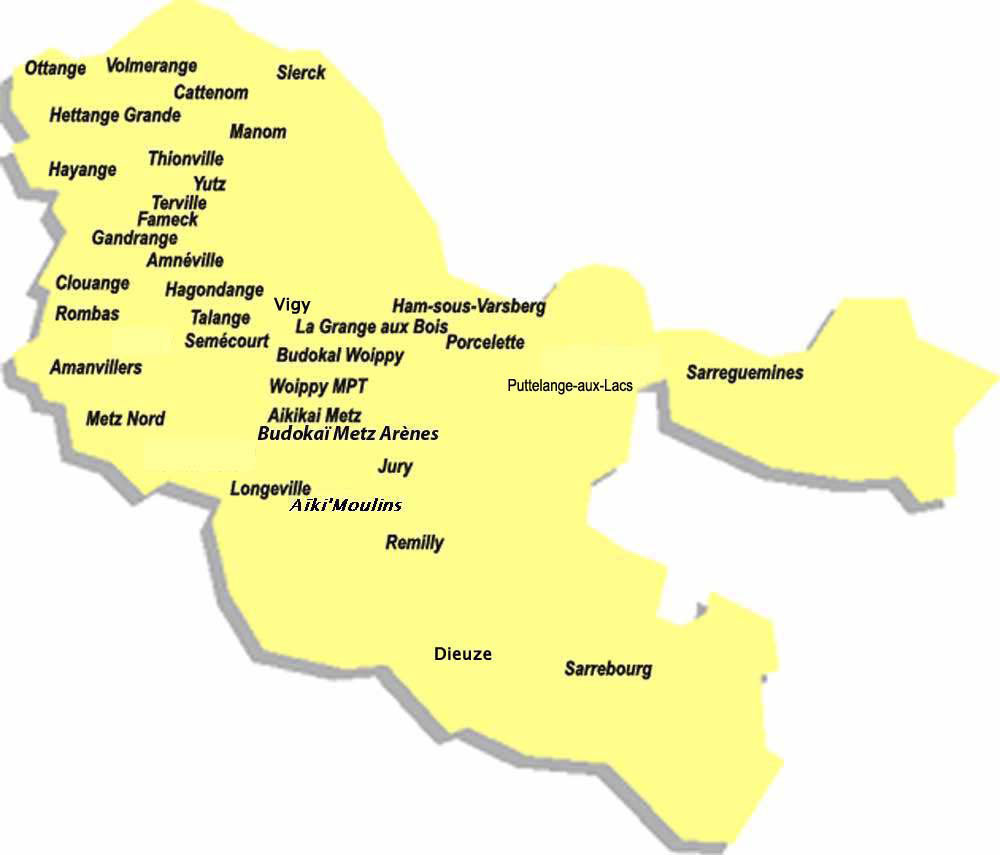 Ottange
Volmerange
Sierck
Cattenom
Hettange Grande
Manom
Thionville
Hayange
Yutz
Terville
Fameck
Gandrange
Amnéville
Clouange
Hagondange
Vigy
Ham-sous-Varsberg
Rombas
Talange
La Grange aux Bois
Semécourt
Porcelette
Budokal Woippy
Amanvillers
Sarreguemines
Woippy MPT
Puttelange-aux-Lacs
Metz Nord
Aikikai Metz
Budokaï Metz Arènes
Jury
Longeville
Aïki'Moulins
Remilly
Dieuze
Sarrebourg